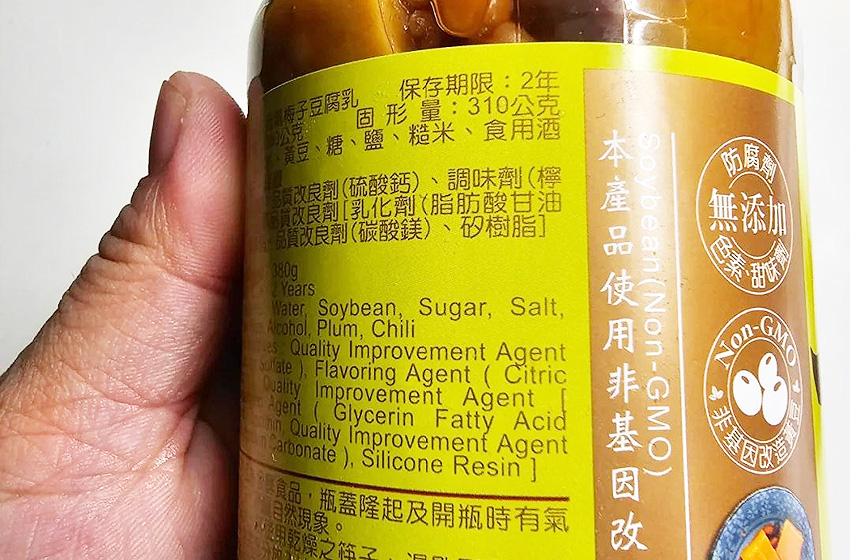 梅子豆腐乳 保存期限：2年
公克 固形量：310公克
、黃豆、糖、鹽、糙米、食用酒
品質改良劑(硫酸鈣)、調味劑(檸
品質改良劑[乳化劑(脂肪酸甘油
品質改良劑(碳酸鎂)、矽樹脂]
380g
Years
Water, Soybean, Sugar, Salt,
Alcohol, Plum, Chili
Quality Improvement Agent
), Flavoring Agent ( Citric
Quality Improvement Agent [
Agent ( Glycerin Fatty Acid
Quality Improvement Agent
Carbonate ), Silicone Resin ]
食品，瓶蓋隆起及開瓶時有氣
自然現象。
用乾燥之筷子
Soybean(Non-GMO)
本產品使用非基因改
防腐劑
無添加
色素、甜味劑
Non-GMO
非基因改造黃豆